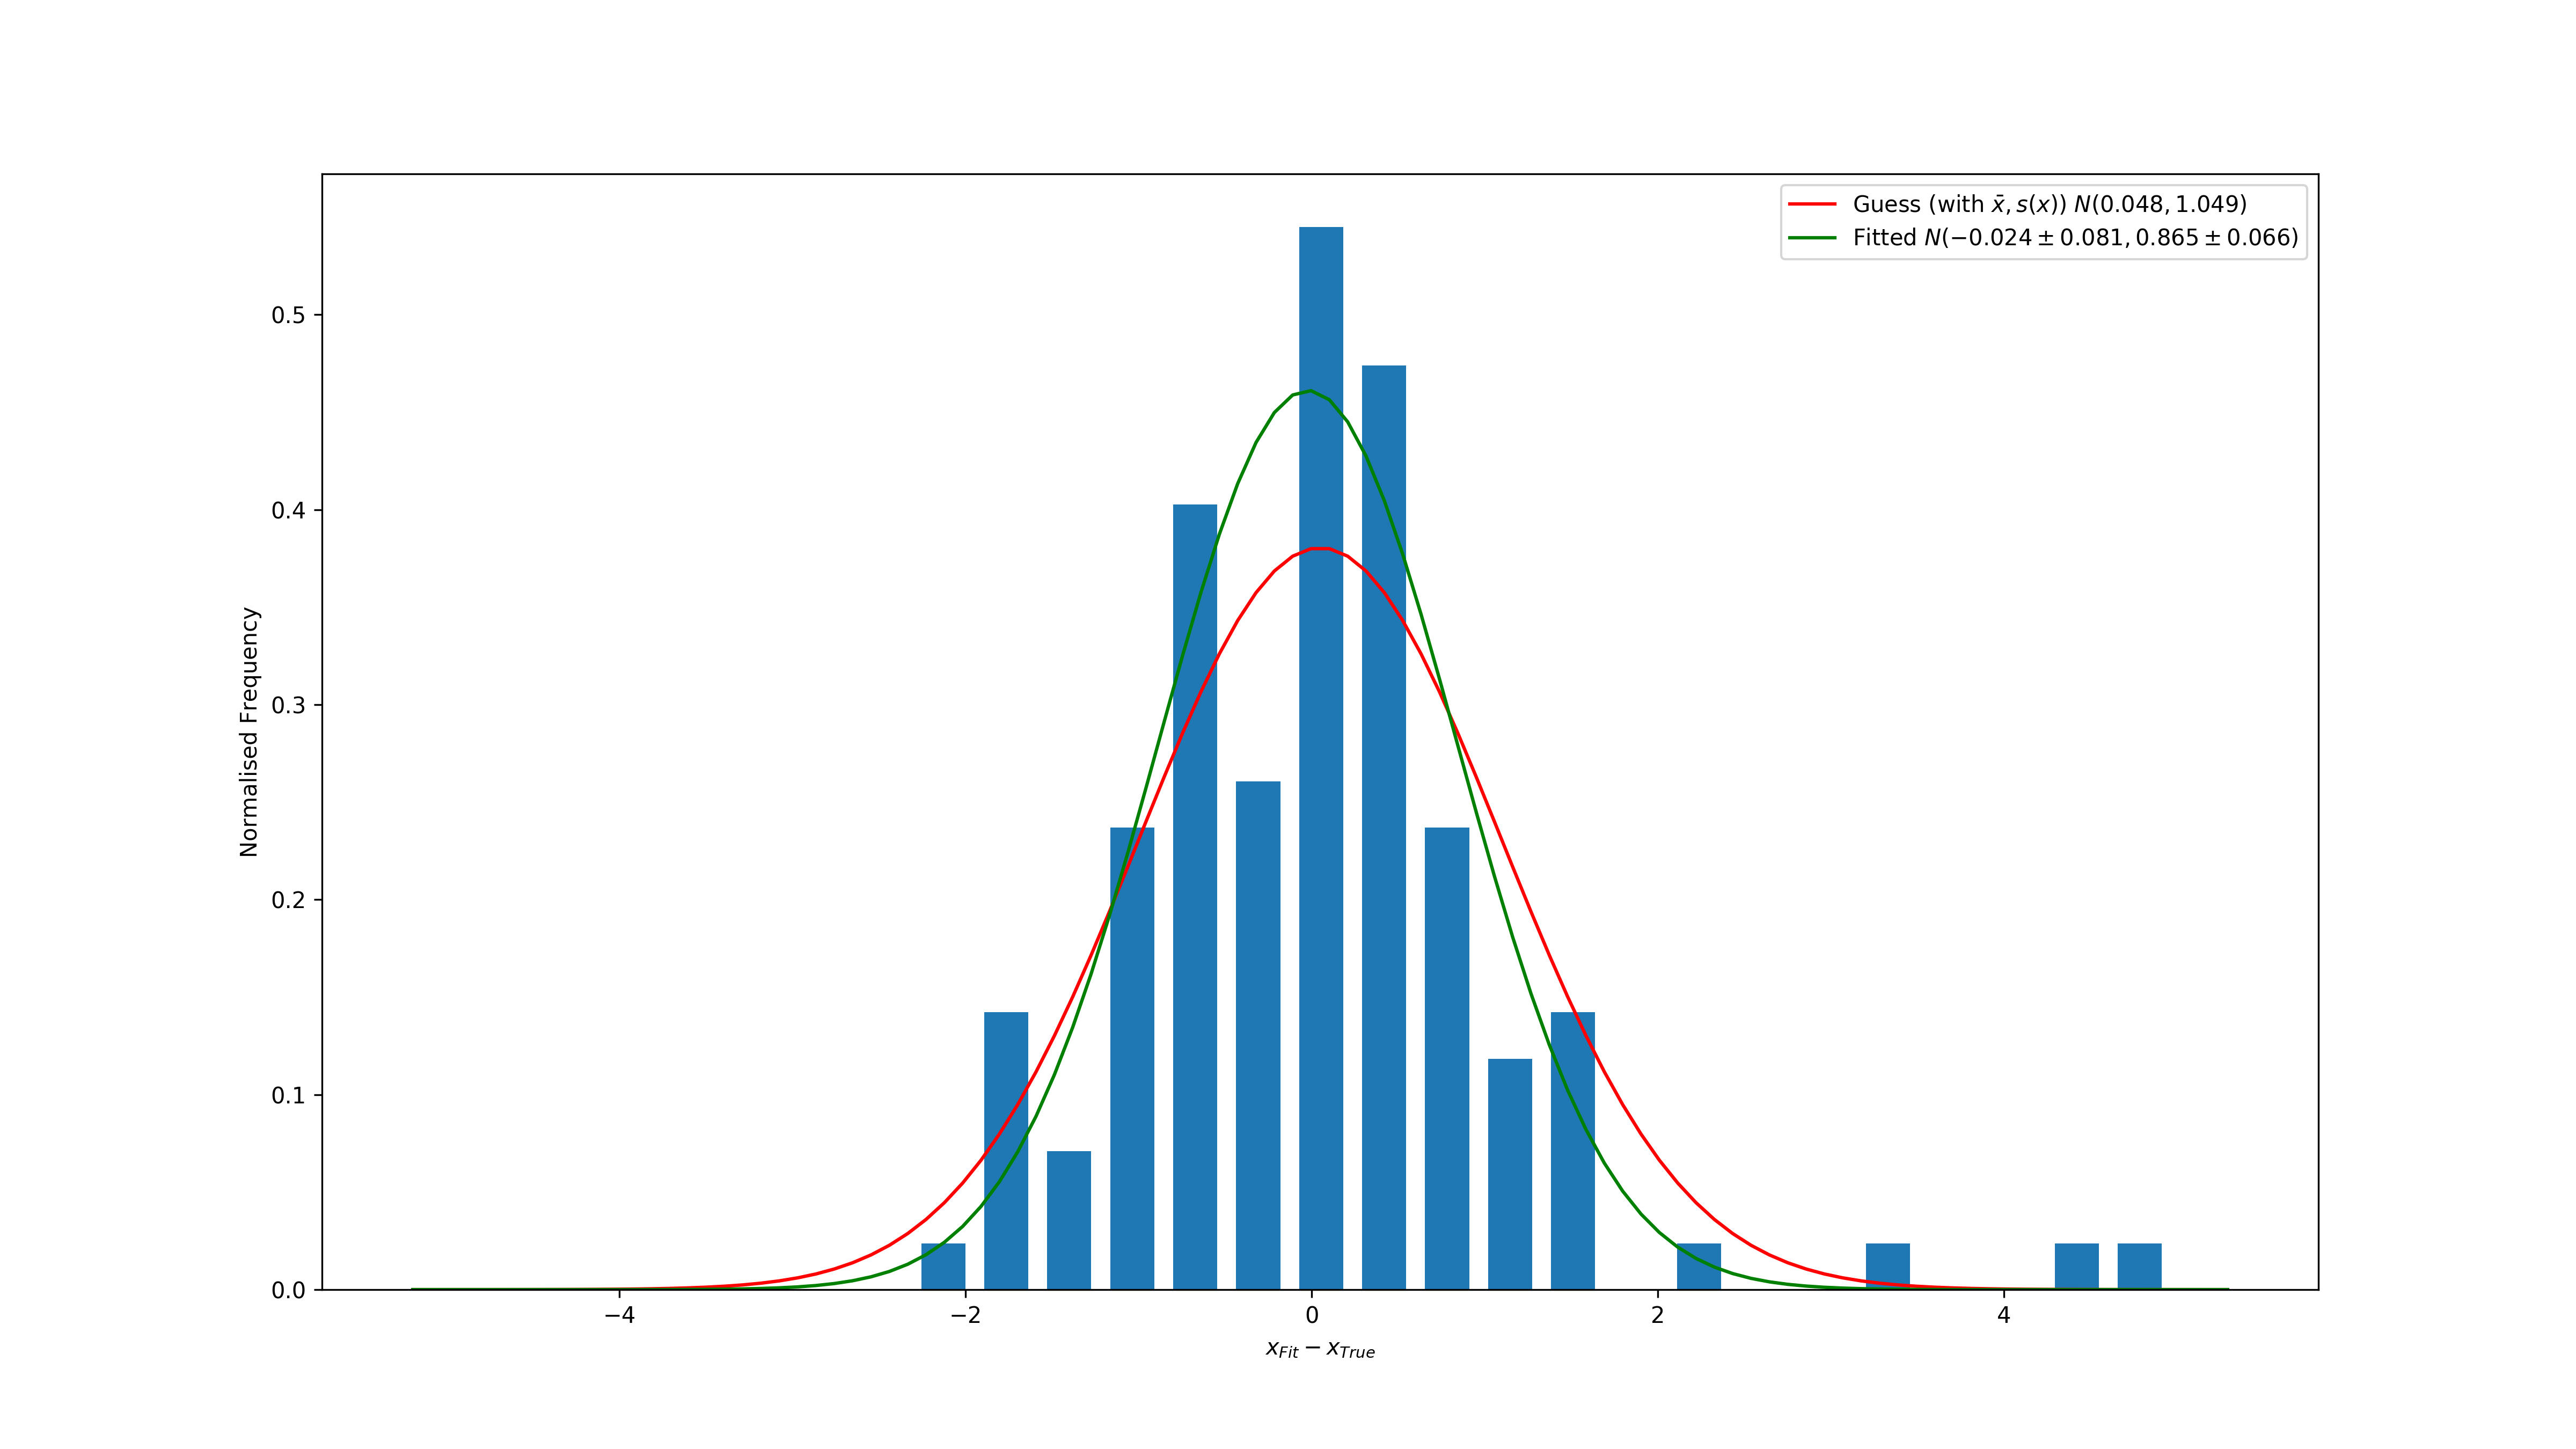 Guess (with x̄, s(x)) N(0.048, 1.049)
Fitted N(−0.024 ± 0.081, 0.865 ± 0.066)
Normalised Frequency
0.5
0.4
0.3
0.2
0.1
0.0
−4 −2 0 2 4
x_Fit − x_True